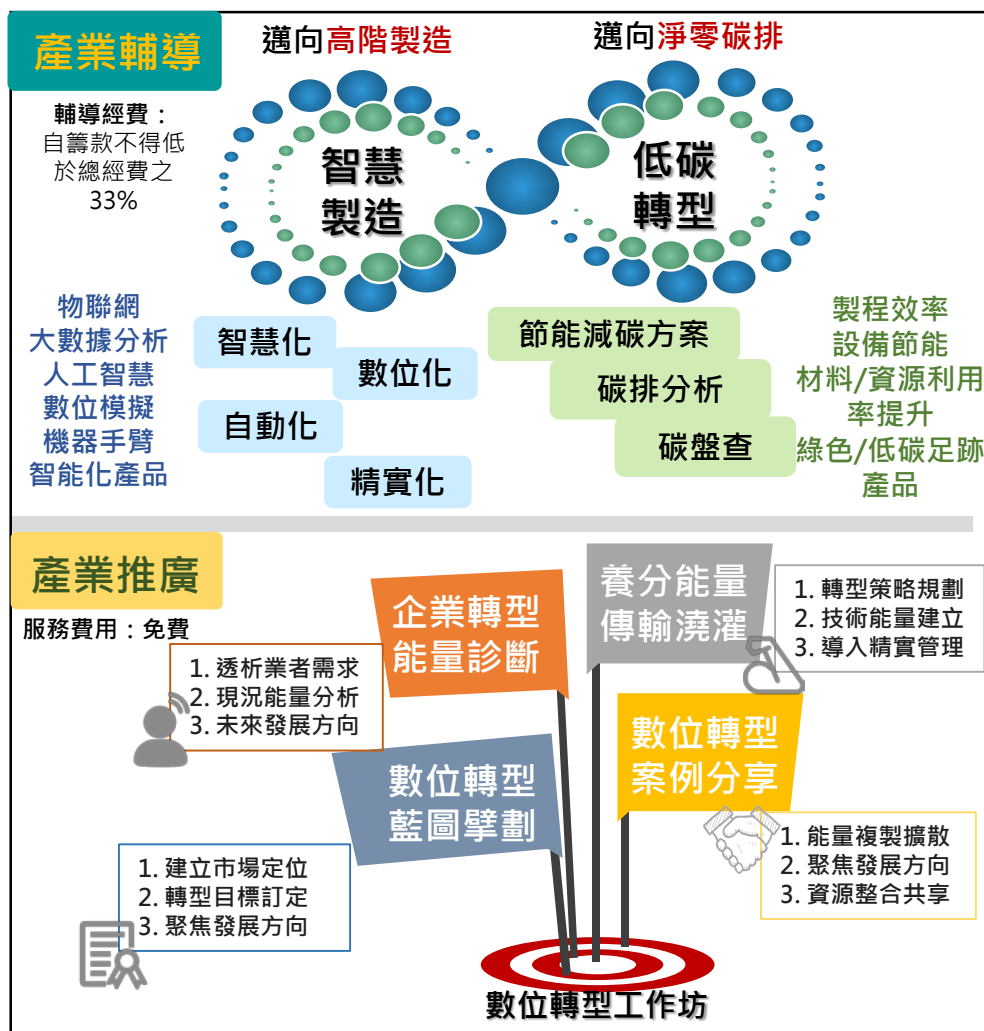 產業輔導
輔導經費：
自籌款不得低
於總經費之
33%
邁向高階製造
邁向淨零碳排
智慧
製造
低碳
轉型
物聯網
大數據分析
人工智慧
數位模擬
機器手臂
智能化產品
智慧化
數位化
自動化
精實化
節能減碳方案
碳排分析
碳盤查
製程效率
設備節能
材料/資源利用
率提升
綠色/低碳足跡
產品
產業推廣
服務費用：免費
企業轉型
能量診斷
1. 透析業者需求
2. 現況能量分析
3. 未來發展方向
養分能量
傳輸澆灌
1. 轉型策略規劃
2. 技術能量建立
3. 導入精實管理
數位轉型
藍圖擘劃
1. 建立市場定位
2. 轉型目標訂定
3. 聚焦發展方向
數位轉型
案例分享
1. 能量複製擴散
2. 聚焦發展方向
3. 資源整合共享
數位轉型工作坊